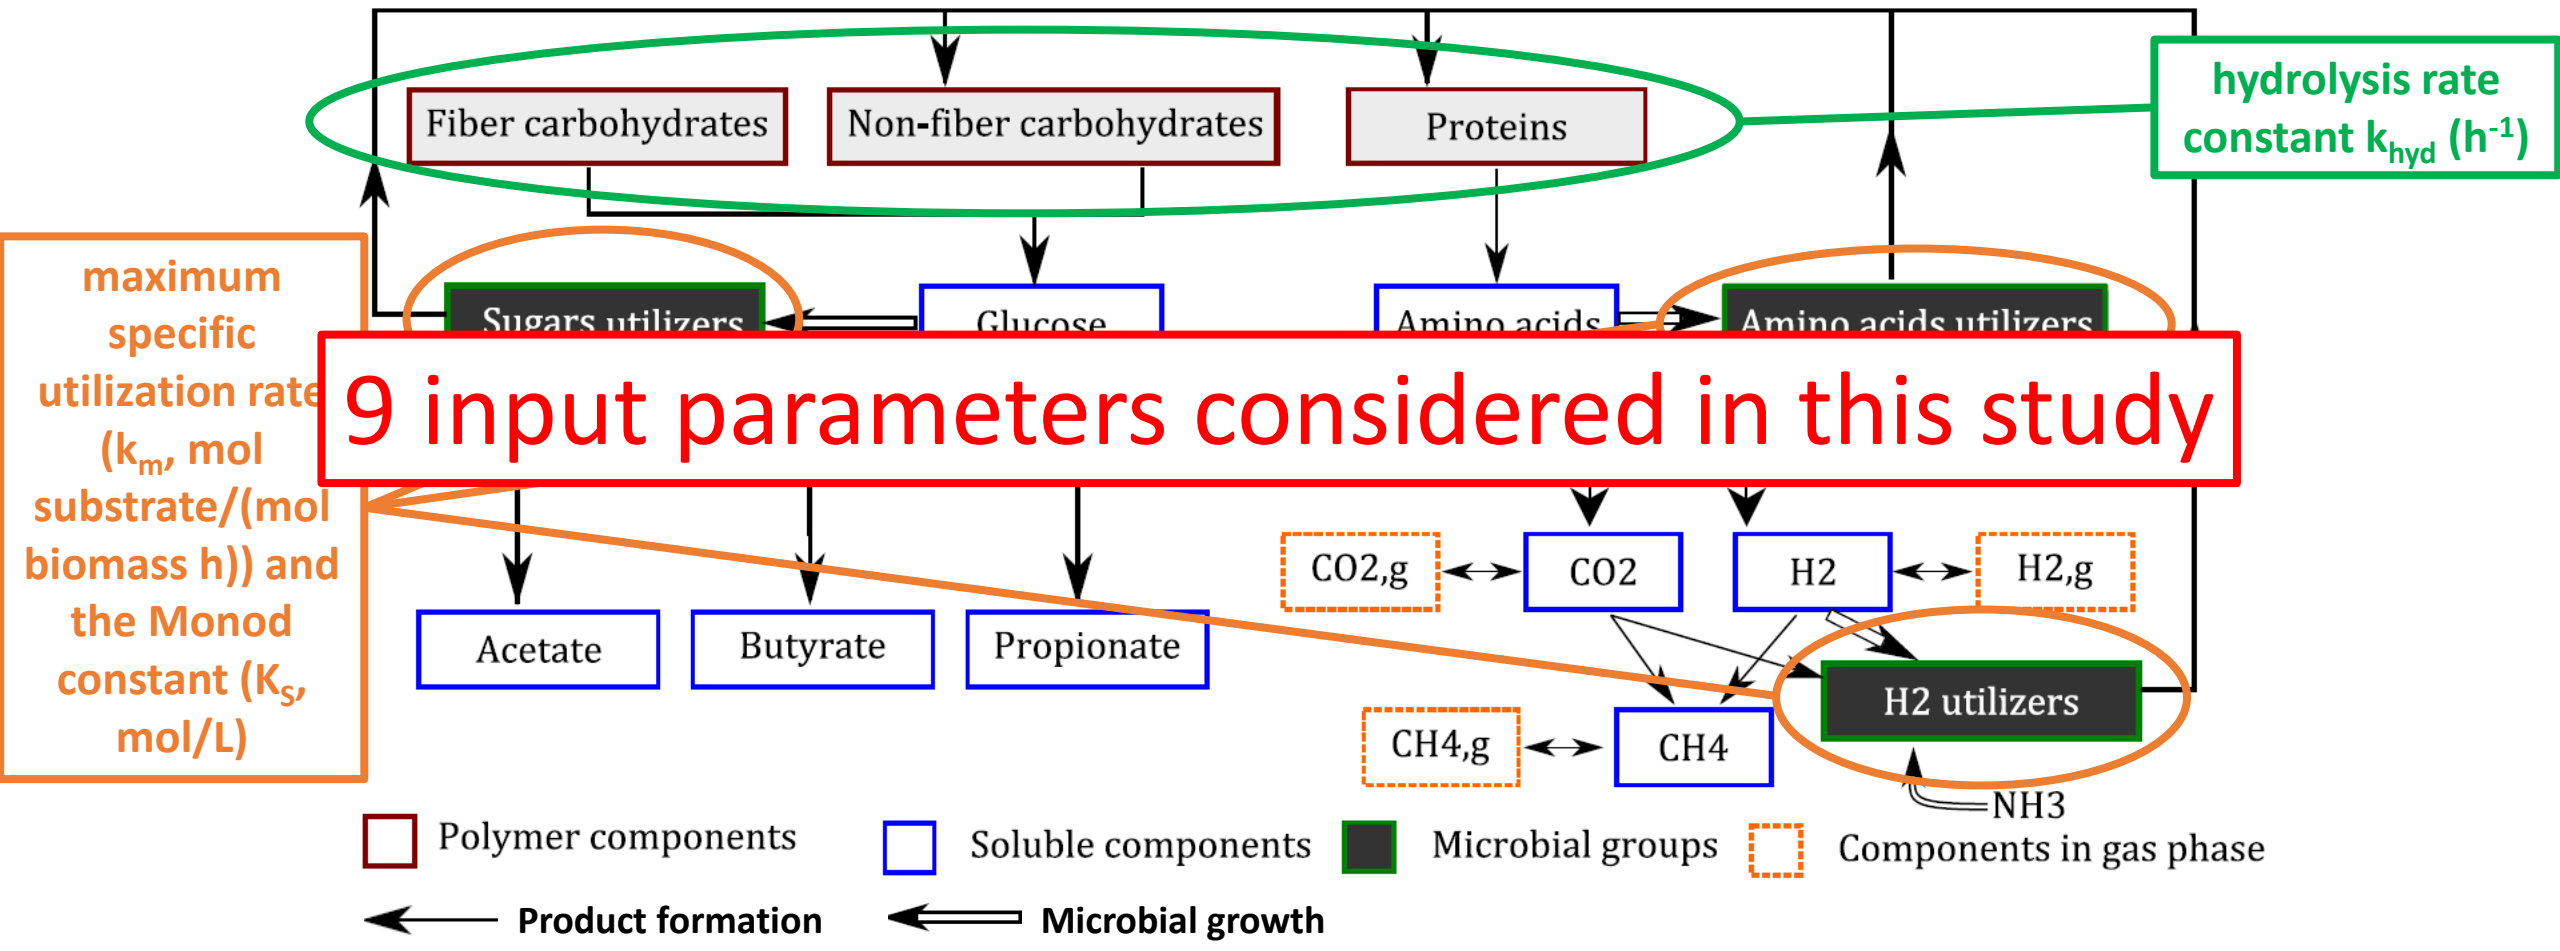 hydrolysis rate
constant k_hyd (h⁻¹)
Fiber carbohydrates
Non-fiber carbohydrates
Proteins
maximum
specific
utilization rate
(k_m, mol
substrate/(mol
biomass h)) and
the Monod
constant (K_S,
mol/L)
Sugars utilizers
Glucose
Amino acids
Amino acids utilizers
9 input parameters considered in this study
CO2,g
CO2
H2
H2,g
Acetate
Butyrate
Propionate
H2 utilizers
CH4,g
CH4
NH3
Polymer components
Soluble components
Microbial groups
Components in gas phase
Product formation
Microbial growth